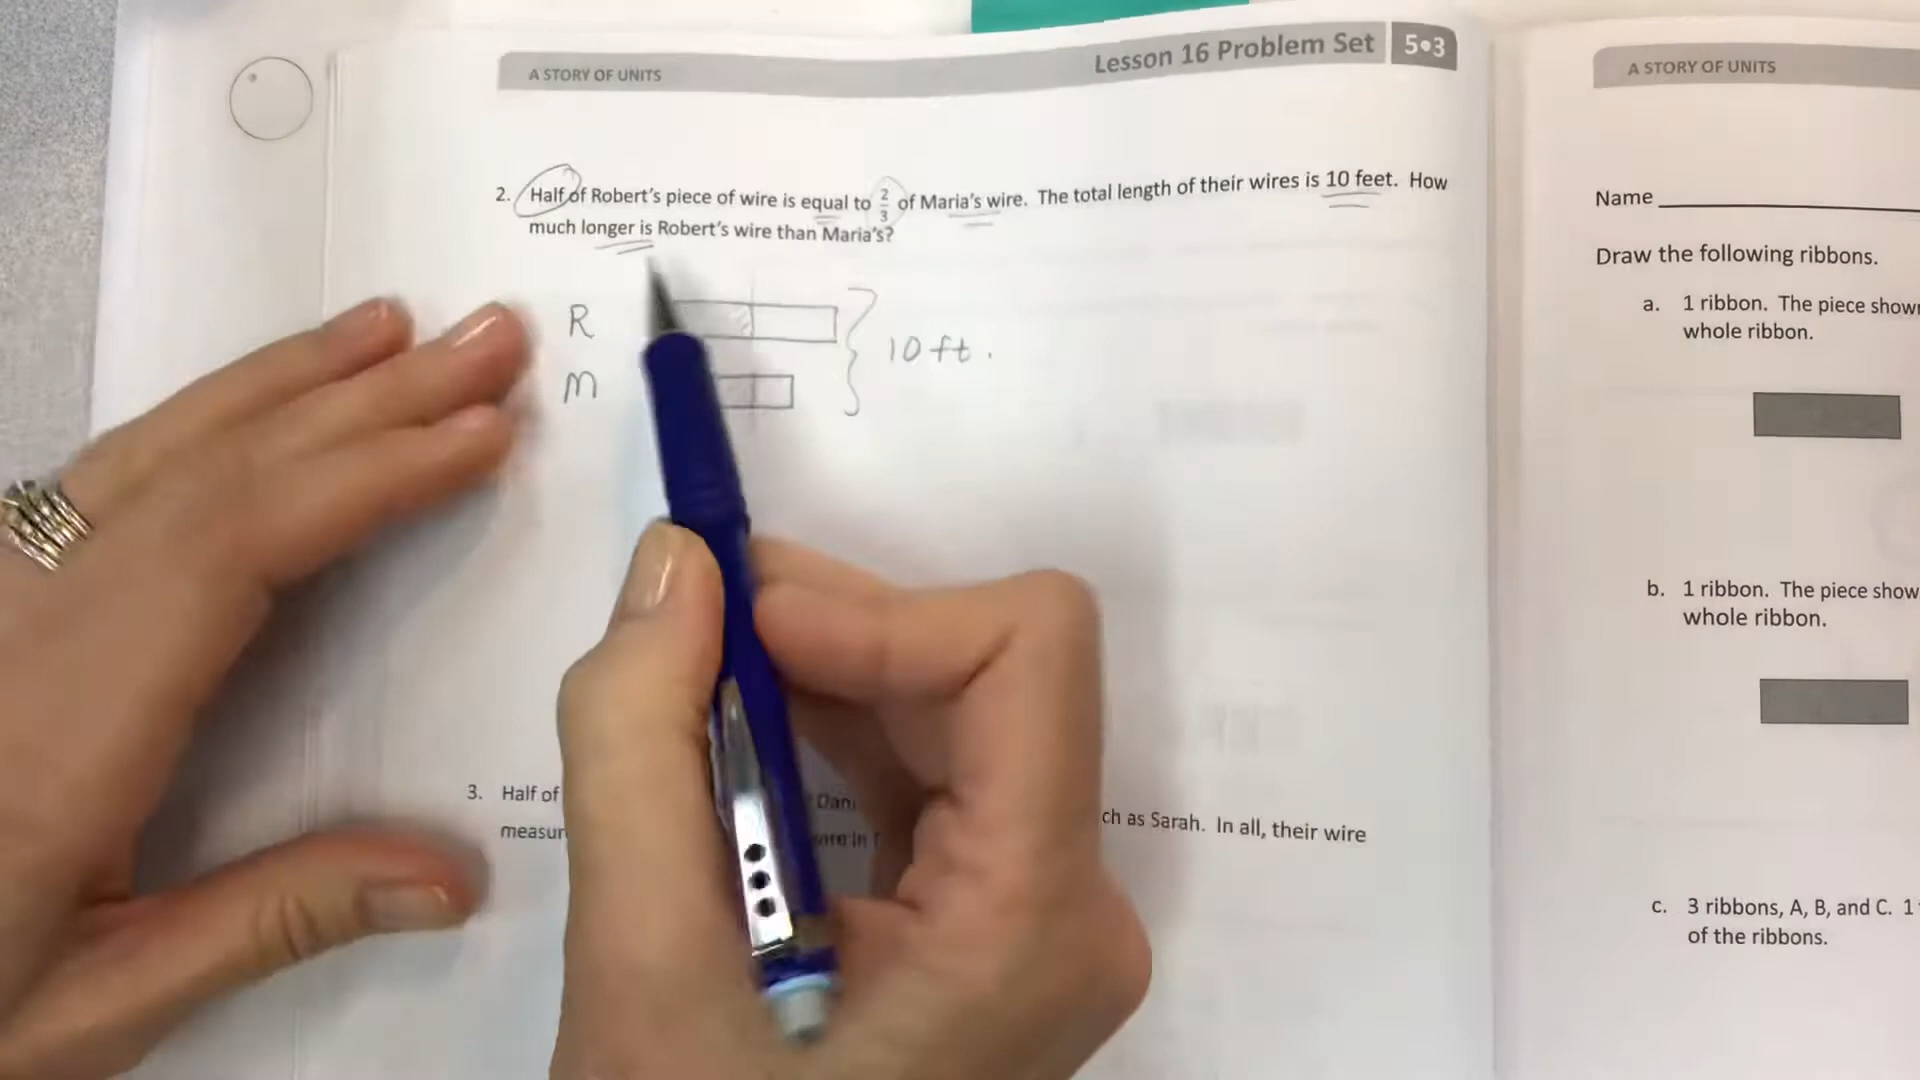 A STORY OF UNITS
Lesson 16 Problem Set 5•3
2. Half of Robert's piece of wire is equal to 2/3 of Maria's wire. The total length of their wires is 10 feet. How
much longer is Robert's wire than Maria's?
R
M
10 ft.
3. Half of
ch as Sarah. In all, their wire
measur
A STORY OF UNITS
Name
Draw the following ribbons.
a. 1 ribbon. The piece shown
whole ribbon.
b. 1 ribbon. The piece show
whole ribbon.
c. 3 ribbons, A, B, and C. 1
of the ribbons.